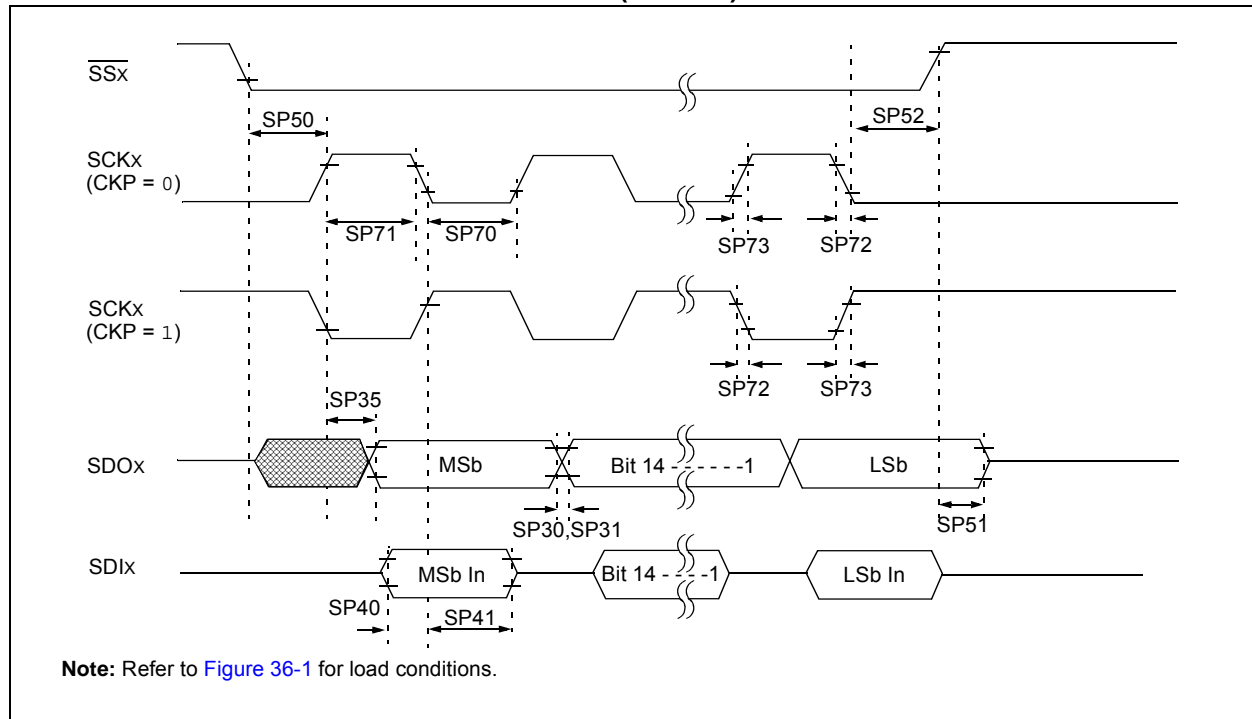 SSx
SP50
SP52
SCKx
(CKP = 0)
SP71
SP70
SP73
SP72
SCKx
(CKP = 1)
SP72
SP73
SP35
SDOx
MSb
Bit 14 - - - - - - -1
LSb
SP30,SP31
SP51
SDIx
MSb In
Bit 14 - - - - -1
LSb In
SP40
SP41
Note: Refer to Figure 36-1 for load conditions.